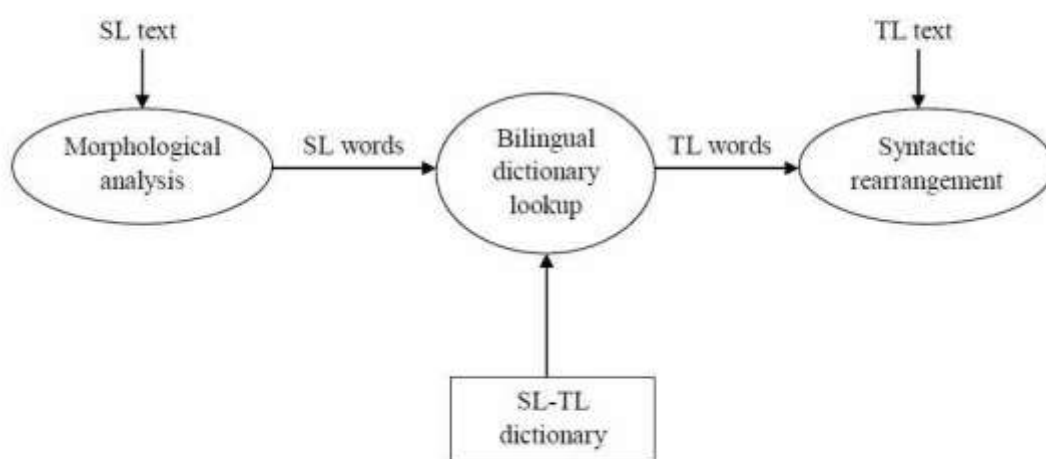 SL text
TL text
Morphological
analysis
SL words
Bilingual
dictionary
lookup
TL words
Syntactic
rearrangement
SL-TL
dictionary